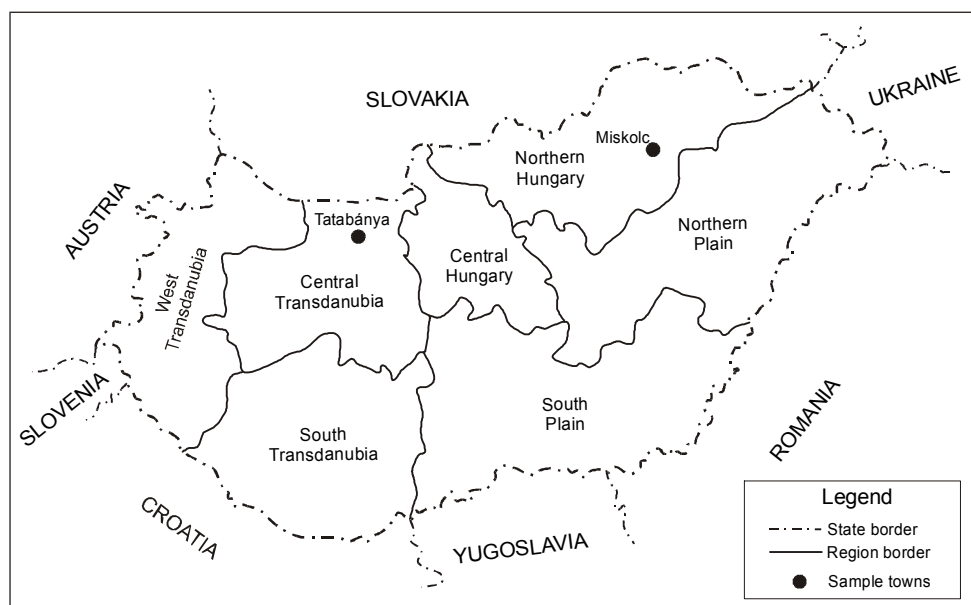 SLOVAKIA
UKRAINE
AUSTRIA
Miskolc
Northern
Hungary
Tatabánya
Northern
Plain
West
Transdanubia
Central
Transdanubia
Central
Hungary
SLOVENIA
South
Transdanubia
South
Plain
ROMANIA
CROATIA
YUGOSLAVIA
Legend
State border
Region border
Sample towns